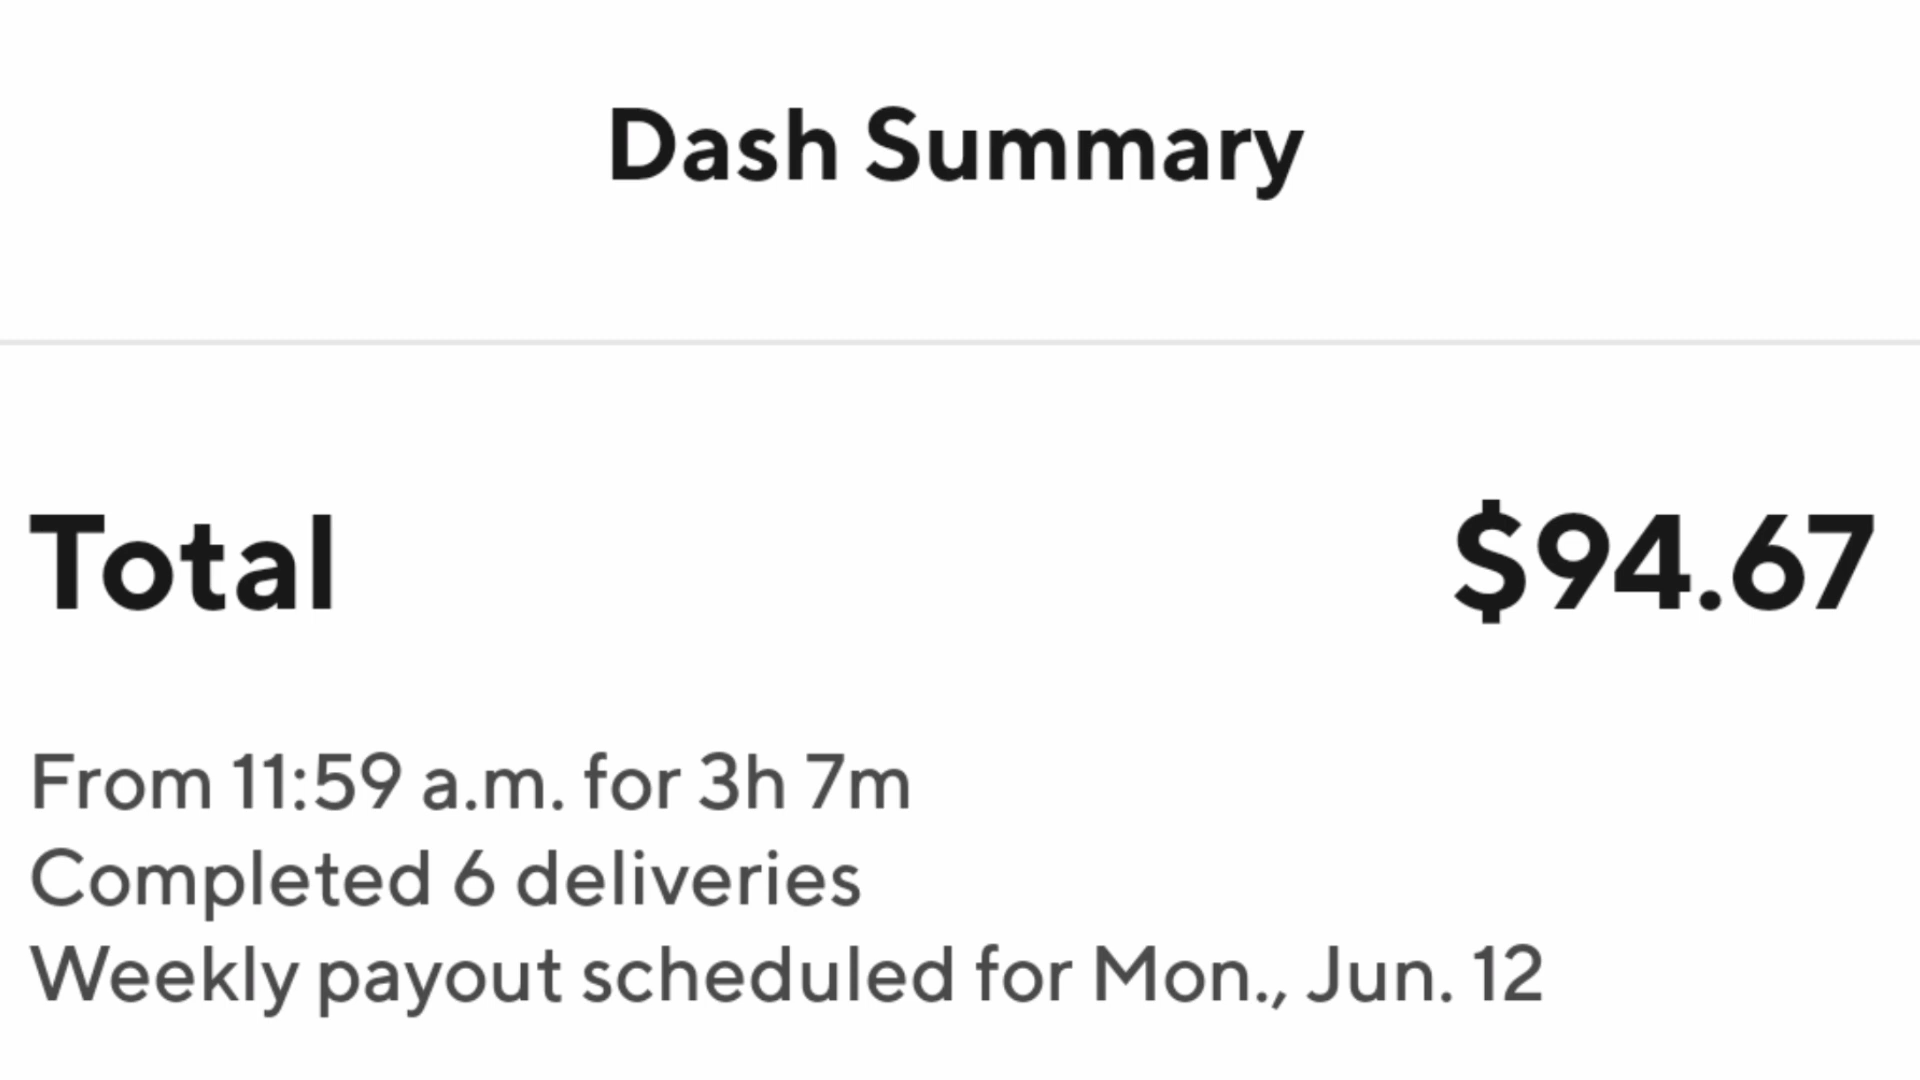 Dash Summary
Total $94.67
From 11:59 a.m. for 3h 7m
Completed 6 deliveries
Weekly payout scheduled for Mon., Jun. 12